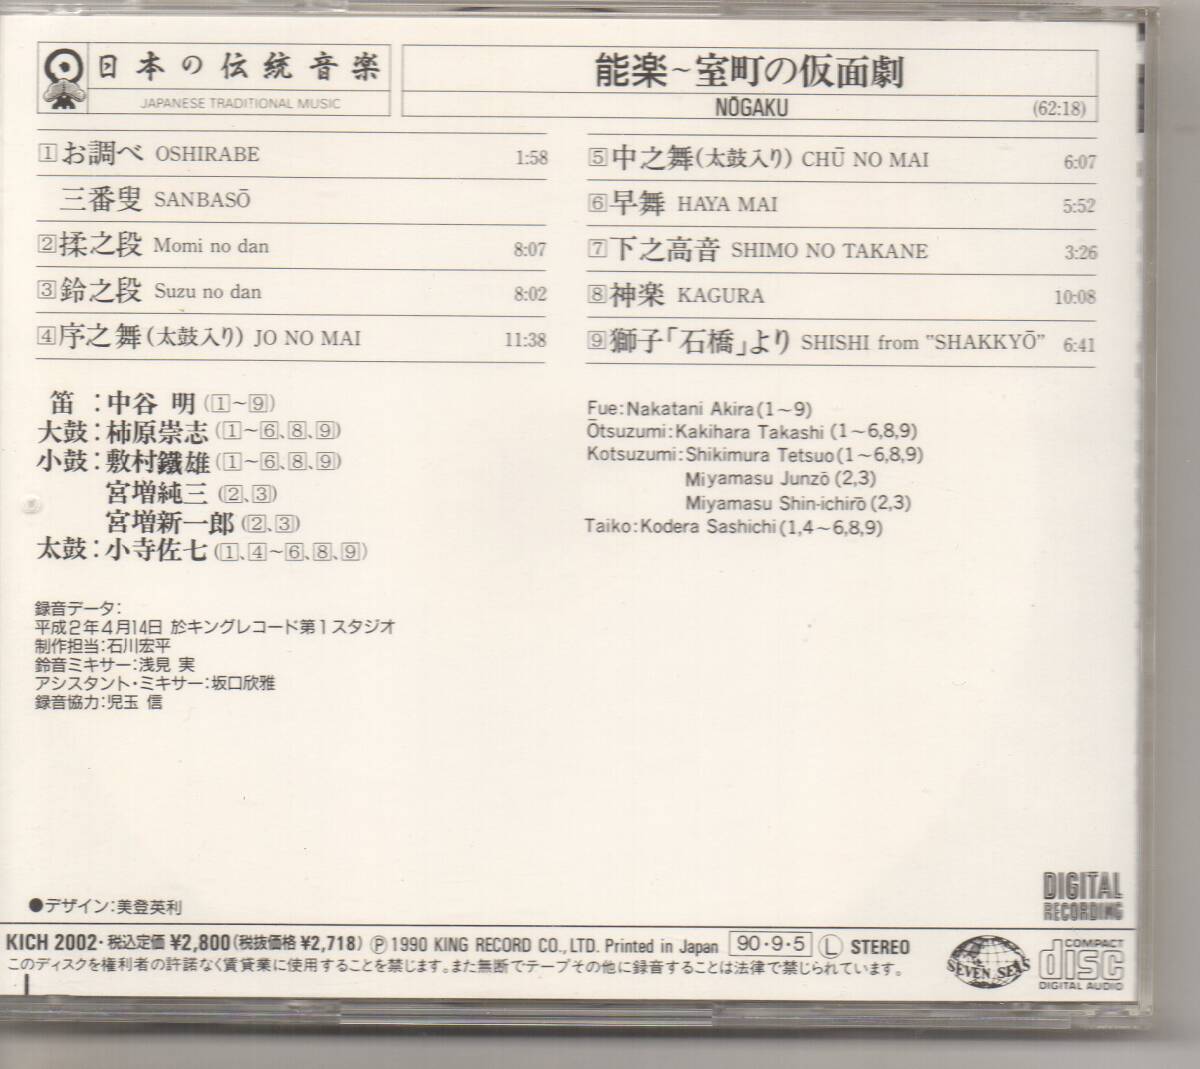 日本の伝統音楽
JAPANESE TRADITIONAL MUSIC
能楽～室町の仮面劇
NŌGAKU (62:18)
1 お調べ OSHIRABE 1:58
三番叟 SANBASŌ
2 揉之段 Momi no dan 8:07
3 鈴之段 Suzu no dan 8:02
4 序之舞(太鼓入り) JO NO MAI 11:38
5 中之舞(太鼓入り) CHŪ NO MAI 6:07
6 早舞 HAYA MAI 5:52
7 下之高音 SHIMO NO TAKANE 3:26
8 神楽 KAGURA 10:08
9 獅子「石橋」より SHISHI from "SHAKKYŌ" 6:41
笛:中谷 明(1～9)
大鼓:柿原崇志(1～6、8、9)
小鼓:敷村鐵雄(1～6、8、9)
宮増純三(2、3)
宮増新一郎(2、3)
太鼓:小寺佐七(1、4～6、8、9)
Fue:Nakatani Akira(1～9)
Ōtsuzumi:Kakihara Takashi (1～6,8,9)
Kotsuzumi:Shikimura Tetsuo(1～6,8,9)
Miyamasu Junzō (2,3)
Miyamasu Shin-ichirō(2,3)
Taiko:Kodera Sashichi(1,4～6,8,9)
録音データ:
平成2年4月14日 於キングレコード第1スタジオ
制作担当:石川宏平
鈴音ミキサー:浅見 実
アシスタント・ミキサー:坂口欣雅
録音協力:児玉 信
●デザイン:美登英利
DIGITAL
RECORDING
KICH 2002・税込定価 ¥2,800(税抜価格 ¥2,718) Ⓟ1990 KING RECORD CO.,LTD. Printed in Japan 90・9・5 Ⓛ STEREO
このディスクを権利者の許諾なく賃貸業に使用することを禁じます。また無断でテープその他に録音することは法律で禁じられています。
SEVEN SEAS
COMPACT
disc
DIGITAL AUDIO